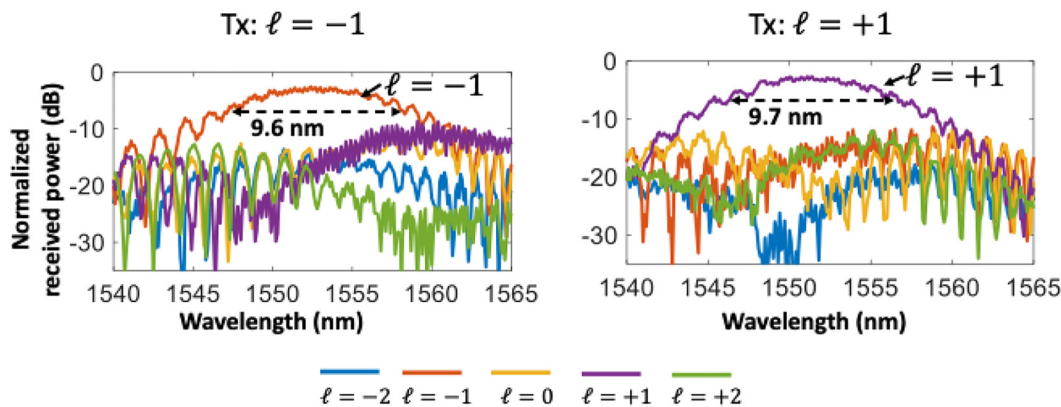 Tx: ℓ = −1
Tx: ℓ = +1
Normalized
received power (dB)
0
-10
-20
-30
ℓ = −1
9.6 nm
1540 1545 1550 1555 1560 1565
Wavelength (nm)
0
-10
-20
-30
ℓ = +1
9.7 nm
1540 1545 1550 1555 1560 1565
Wavelength (nm)
ℓ = −2 ℓ = −1 ℓ = 0 ℓ = +1 ℓ = +2